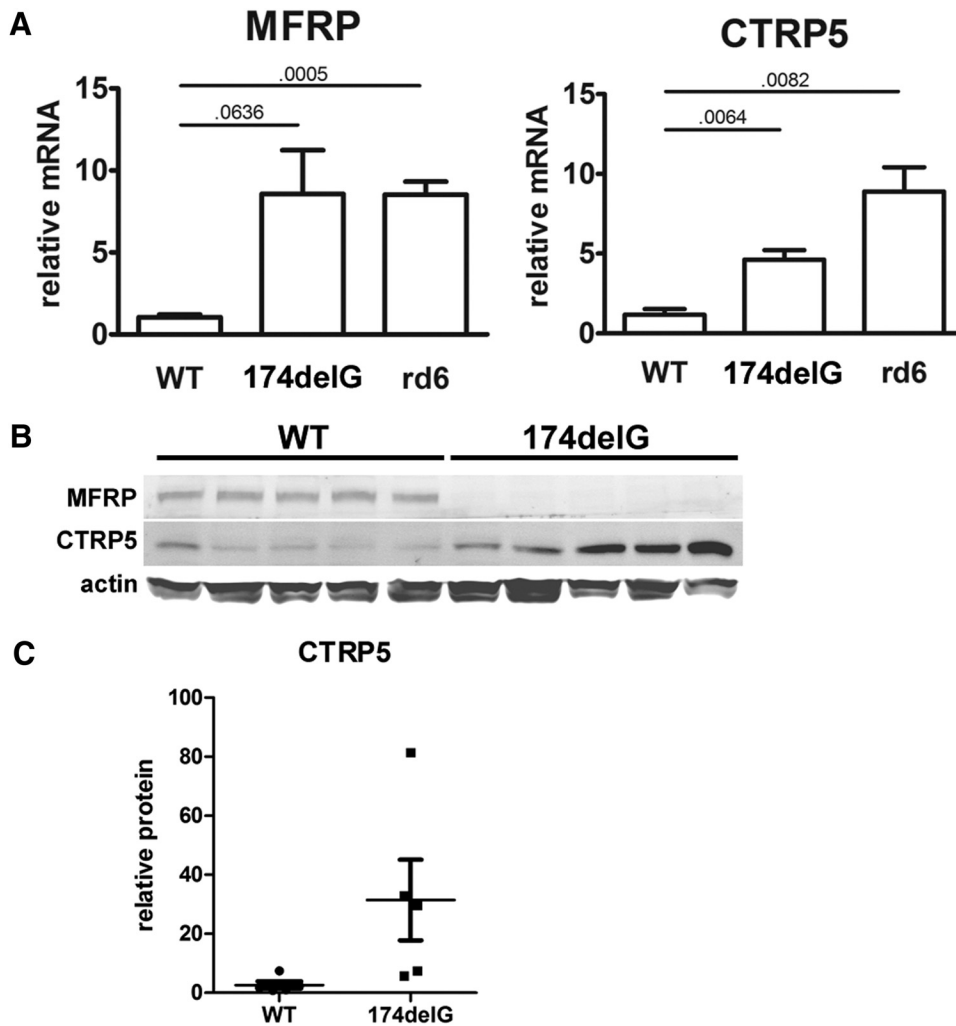 A
MFRP
CTRP5
relative mRNA
15
10
5
0
.0005
.0636
WT
174delG
rd6
relative mRNA
15
10
5
0
.0082
.0064
WT
174delG
rd6
B
WT
174delG
MFRP
CTRP5
actin
C
CTRP5
relative protein
100
80
60
40
20
0
WT
174delG